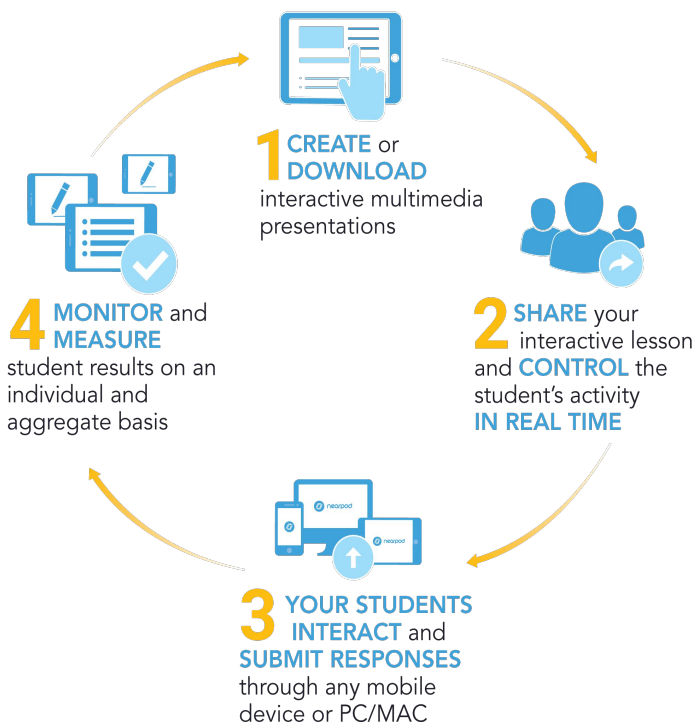 1 CREATE or
DOWNLOAD
interactive multimedia
presentations
2 SHARE your
interactive lesson
and CONTROL the
student's activity
IN REAL TIME
nearpod
nearpod
3 YOUR STUDENTS
INTERACT and
SUBMIT RESPONSES
through any mobile
device or PC/MAC
4 MONITOR and
MEASURE
student results on an
individual and
aggregate basis